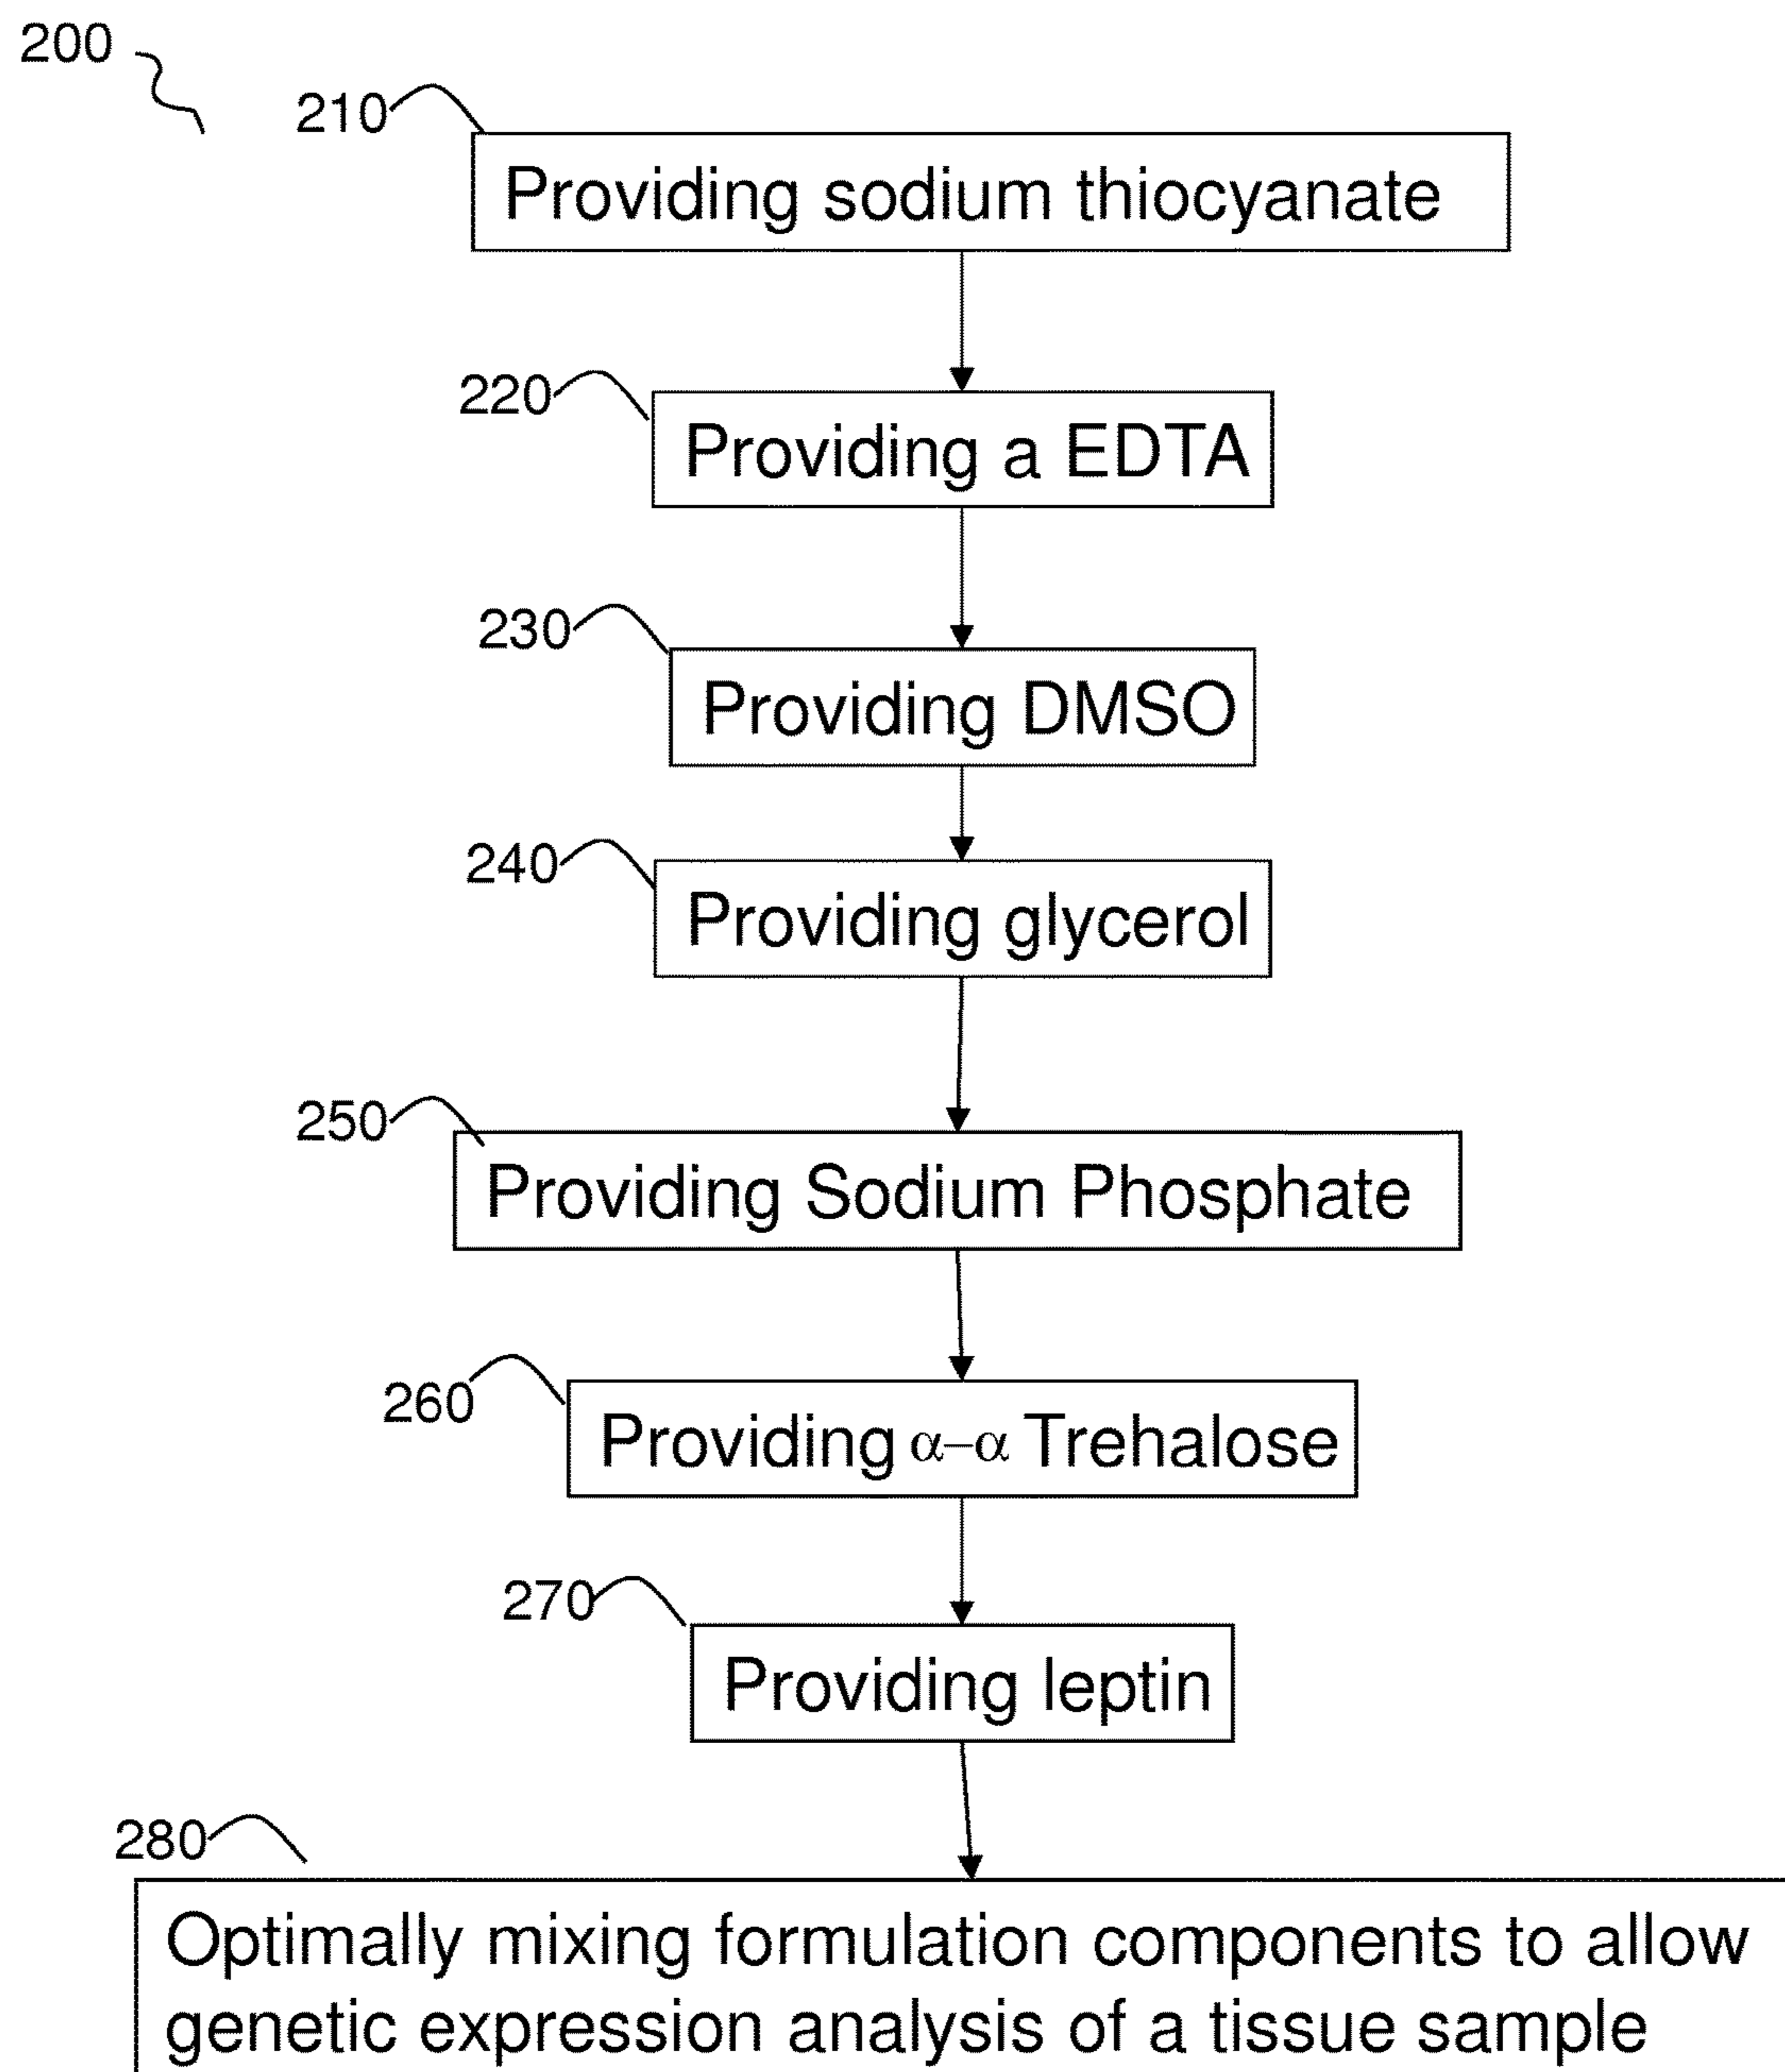 200
210
Providing sodium thiocyanate
220
Providing a EDTA
230
Providing DMSO
240
Providing glycerol
250
Providing Sodium Phosphate
260
Providing α–α Trehalose
270
Providing leptin
280
Optimally mixing formulation components to allow
genetic expression analysis of a tissue sample